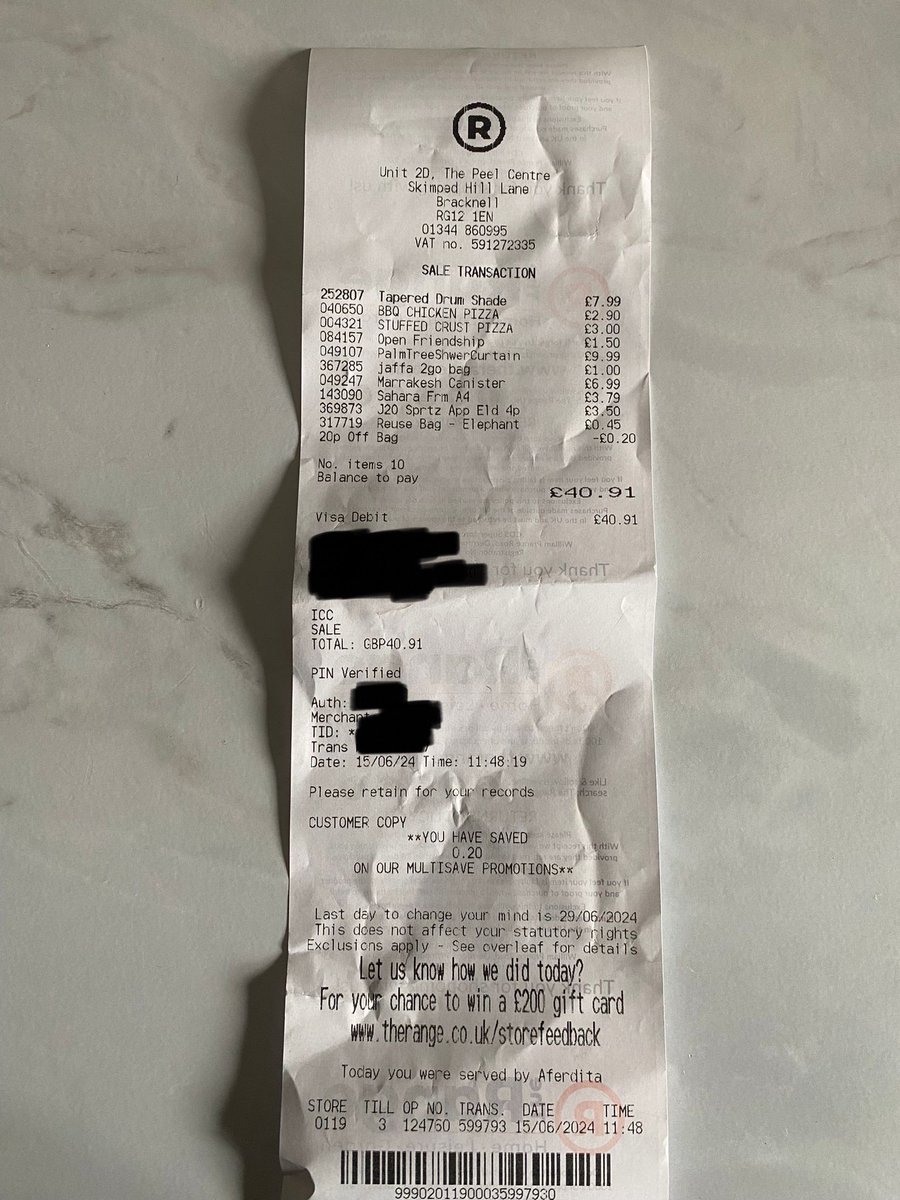 R
Unit 2D, The Peel Centre
Skimped Hill Lane
Bracknell
RG12 1EN
01344 860995
VAT no. 591272335
SALE TRANSACTION
252807 Tapered Drum Shade £7.99
040650 BBQ CHICKEN PIZZA £2.90
004321 STUFFED CRUST PIZZA £3.00
084157 Open Friendship £1.50
049107 PalmTreeShwerCurtain £9.99
367285 jaffa 2go bag £1.00
049247 Marrakesh Canister £6.99
143090 Sahara Frm A4 £3.79
369873 J20 Sprtz App Eld 4p £3.50
317719 Reuse Bag - Elephant £0.45
20p Off Bag -£0.20
No. items 10
Balance to pay
£40.91
Visa Debit £40.91
ICC
SALE
TOTAL: GBP40.91
PIN Verified
Auth:
Merchant
TID: *
Trans
Date: 15/06/24 Time: 11:48:19
Please retain for your records
CUSTOMER COPY
**YOU HAVE SAVED
0.20
ON OUR MULTISAVE PROMOTIONS**
Last day to change your mind is 29/06/2024
This does not affect your statutory rights
Exclusions apply - See overleaf for details
Let us know how we did today?
For your chance to win a £200 gift card
www.therange.co.uk/storefeedback
Today you were served by Aferdita
STORE TILL OP NO. TRANS. DATE TIME
0119 3 124760 599793 15/06/2024 11:48
99902011900035997930